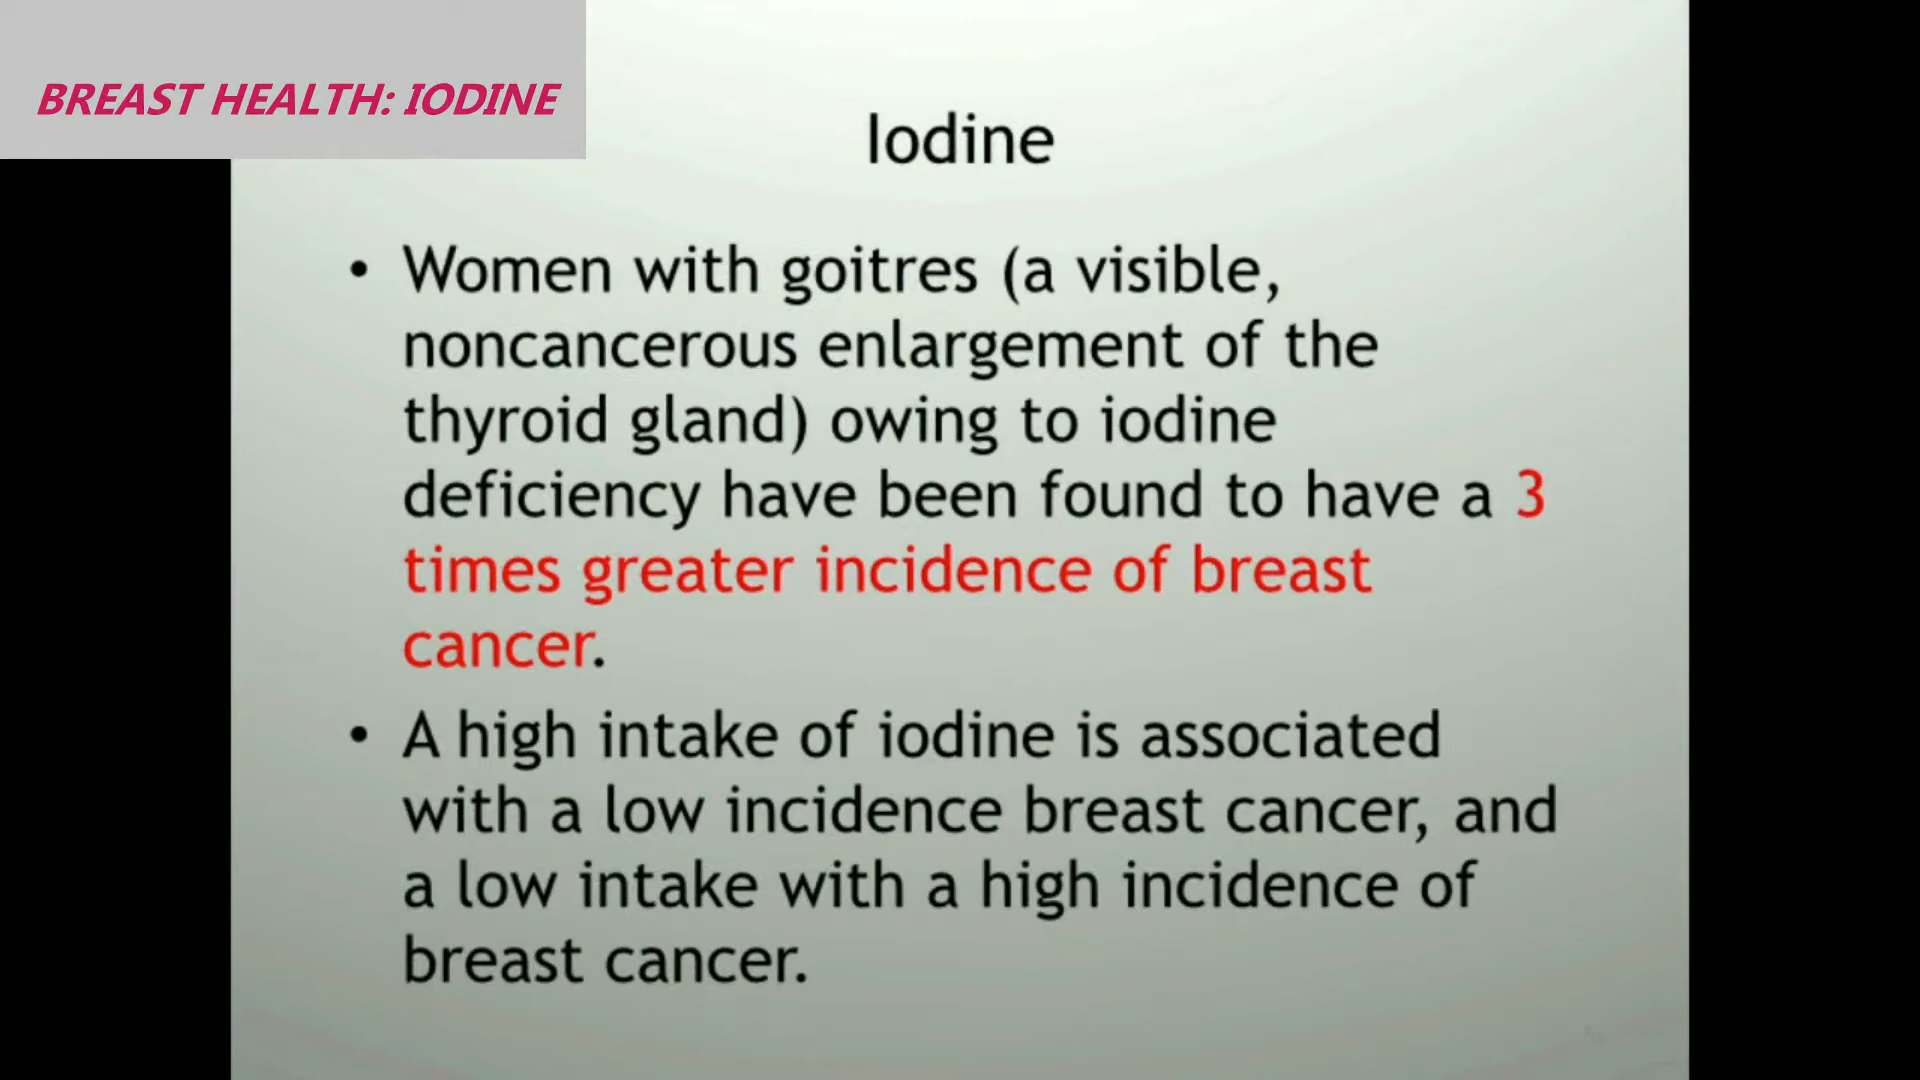 BREAST HEALTH: IODINE
Iodine
• Women with goitres (a visible,
noncancerous enlargement of the
thyroid gland) owing to iodine
deficiency have been found to have a 3
times greater incidence of breast
cancer.
• A high intake of iodine is associated
with a low incidence breast cancer, and
a low intake with a high incidence of
breast cancer.